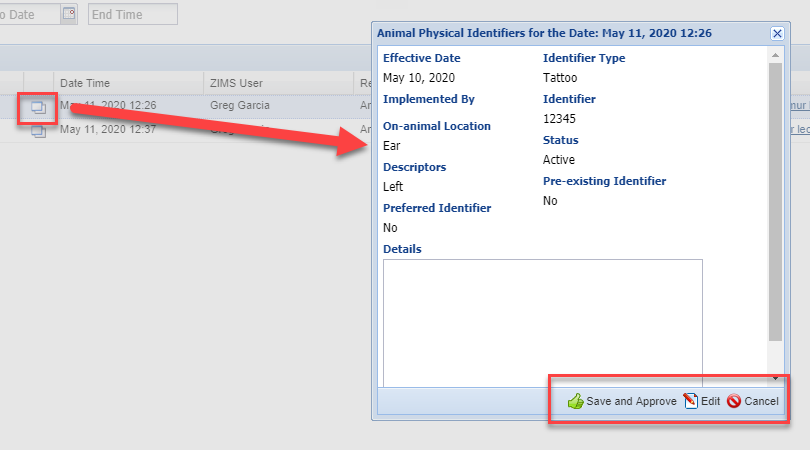 o Date
End Time
Date Time ZIMS User Re
May 11, 2020 12:26 Greg Garcia An
mur
May 11, 2020 12:37 An
r lec
Animal Physical Identifiers for the Date: May 11, 2020 12:26
Effective Date
May 10, 2020
Identifier Type
Tattoo
Implemented By
Identifier
12345
On-animal Location
Ear
Status
Active
Descriptors
Left
Pre-existing Identifier
No
Preferred Identifier
No
Details
Save and Approve Edit Cancel